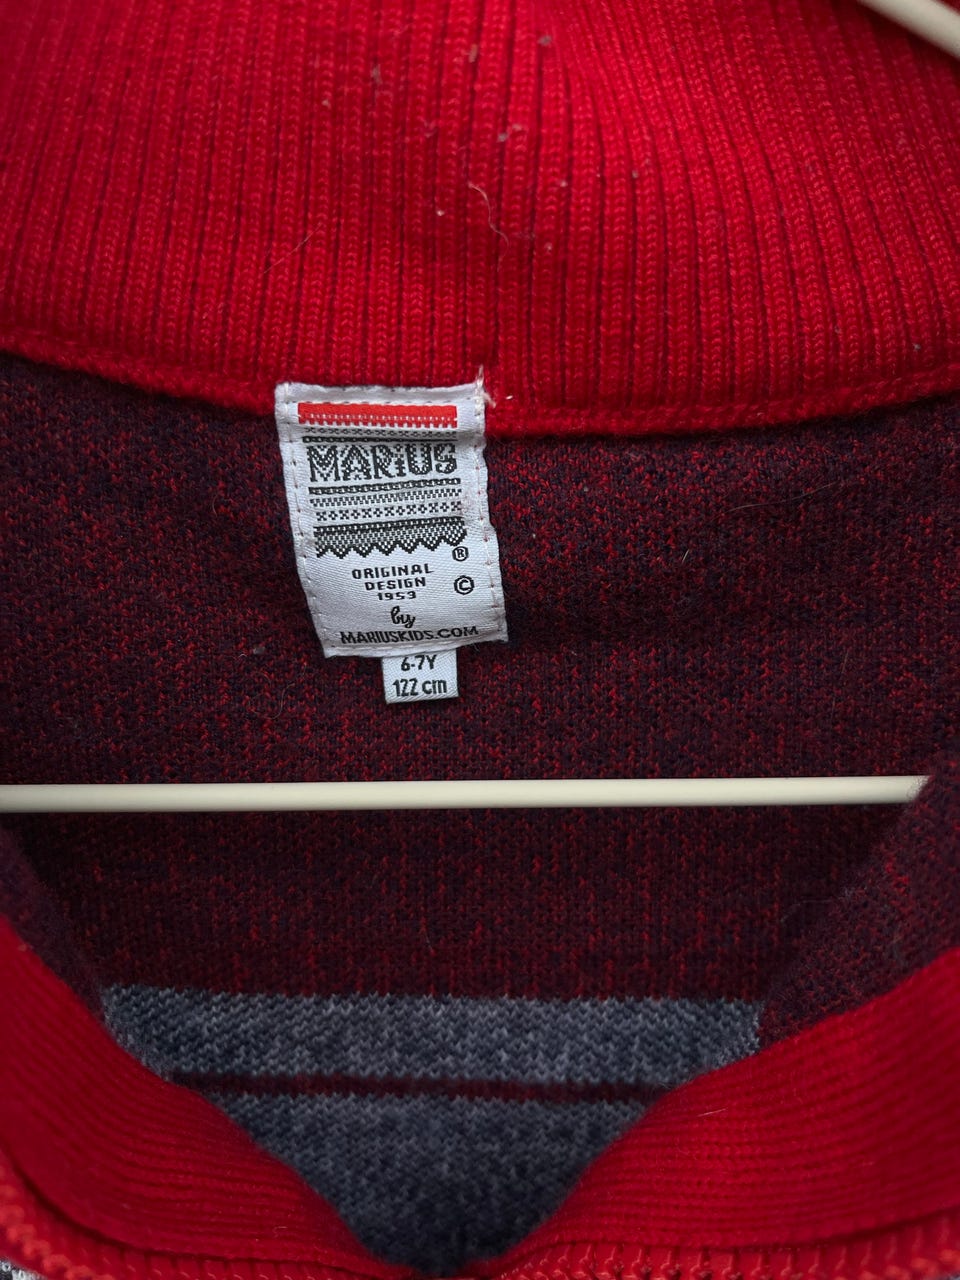 MARiUS
®
ORIGINAL
DESIGN
©
1953
by
MARIUSKIDS.COM
6-7Y
122 cm